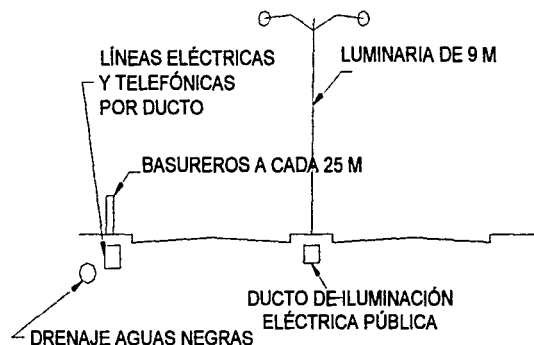 LÍNEAS ELÉCTRICAS
Y TELEFÓNICAS
POR DUCTO
LUMINARIA DE 9 M
BASUREROS A CADA 25 M
DUCTO DE ILUMINACIÓN
ELÉCTRICA PÚBLICA
DRENAJE AGUAS NEGRAS